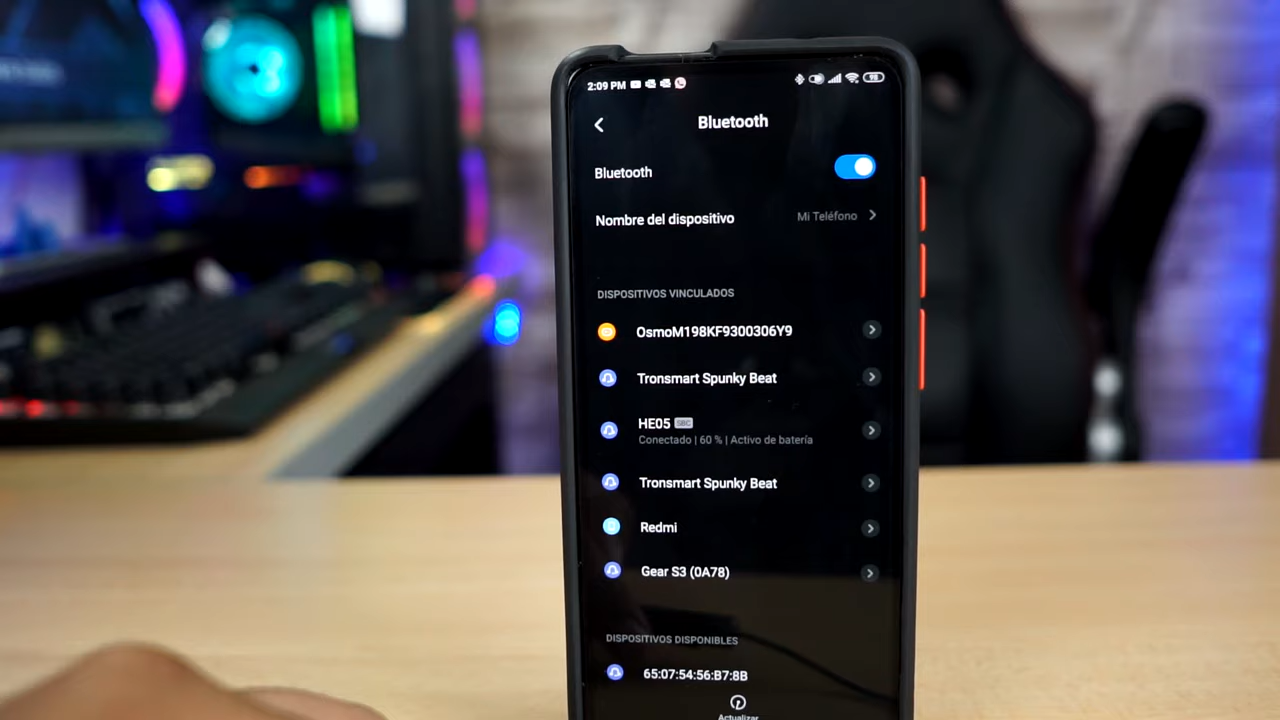 2:09 PM 98
Bluetooth
Bluetooth
Nombre del dispositivo Mi Teléfono
DISPOSITIVOS VINCULADOS
OsmoM198KF9300306Y9
Tronsmart Spunky Beat
HE05 SBC
Conectado | 60 % | Activo de batería
Tronsmart Spunky Beat
Redmi
Gear S3 (0A78)
DISPOSITIVOS DISPONIBLES
65:07:54:56:B7:8B
Actualizar